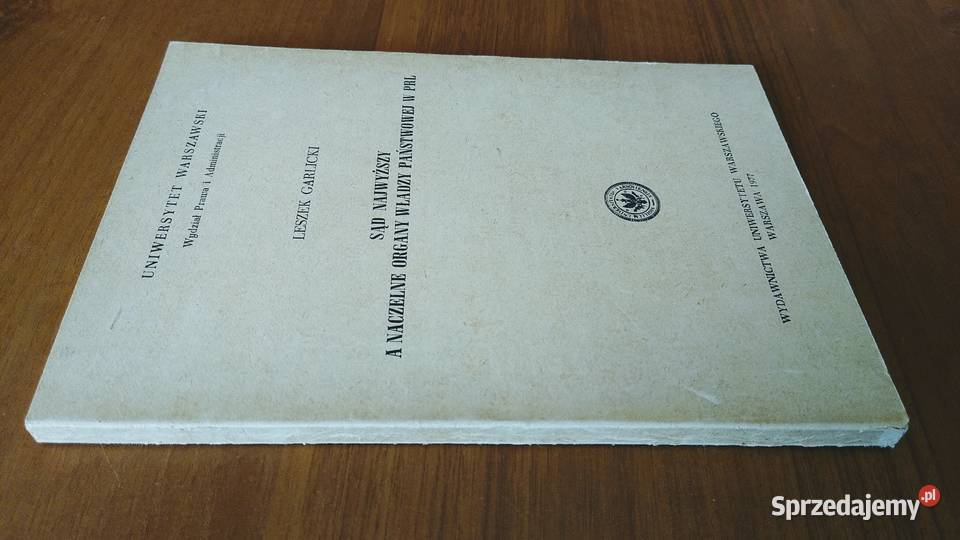 UNIWERSYTET WARSZAWSKI
Wydział Prawa i Administracji
LESZEK GARLICKI
SĄD NAJWYŻSZY
A NACZELNE ORGANY WŁADZY PAŃSTWOWEJ W PRL
WYDAWNICTWA UNIWERSYTETU WARSZAWSKIEGO
WARSZAWA 1977
Sprzedajemy.pl